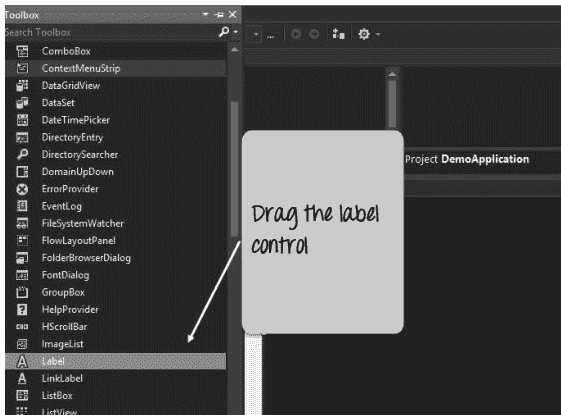 Toolbox
Search Toolbox
ComboBox
ContextMenuStrip
DataGridView
DataSet
DateTimePicker
DirectoryEntry
DirectorySearcher
DomainUpDown
ErrorProvider
EventLog
FileSystemWatcher
FlowLayoutPanel
FolderBrowserDialog
FontDialog
GroupBox
HelpProvider
HScrollBar
ImageList
Label
LinkLabel
ListBox
ListView
...
Project DemoApplication
Drag the label
control